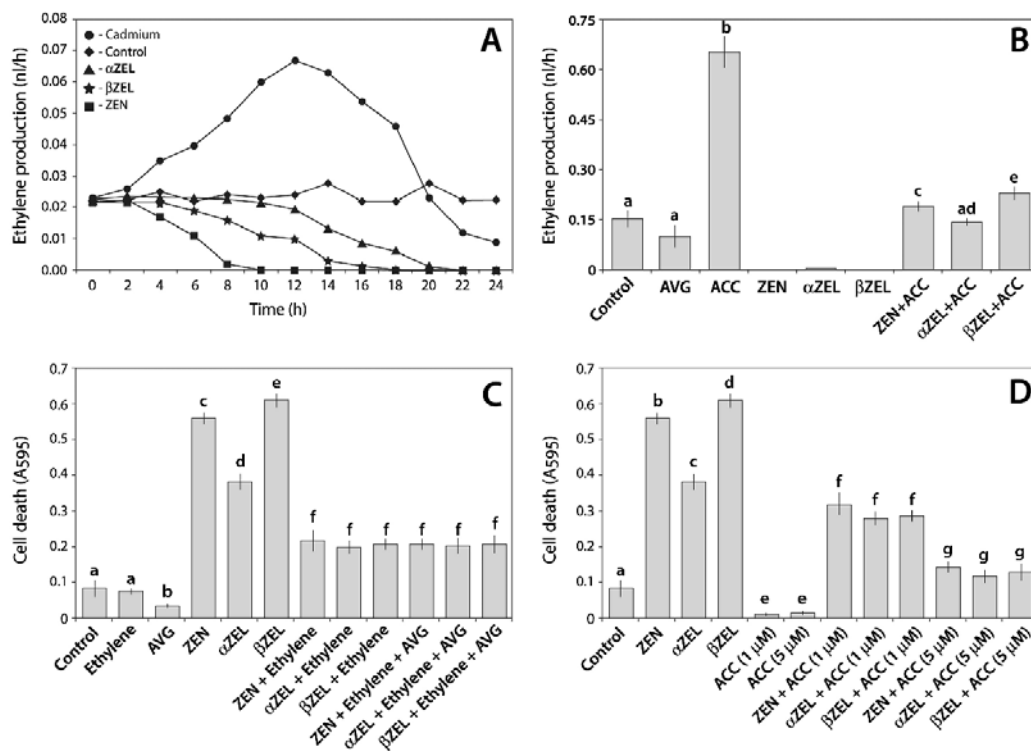 A
Ethylene production (nl/h)
0.08
0.07
0.06
0.05
0.04
0.03
0.02
0.01
0.00
- Cadmium
- Control
- αZEL
- βZEL
- ZEN
0 2 4 6 8 10 12 14 16 18 20 22 24
Time (h)
B
Ethylene production (nl/h)
0.75
0.60
0.45
0.30
0.15
0
a a b c ad e
Control AVG ACC ZEN αZEL βZEL ZEN+ACC αZEL+ACC βZEL+ACC
C
Cell death (A595)
0.7
0.6
0.5
0.4
0.3
0.2
0.1
0
a a b c d e f f f f f f
Control
Ethylene
AVG
ZEN
αZEL
βZEL
ZEN + Ethylene
αZEL + Ethylene
βZEL + Ethylene
ZEN + Ethylene + AVG
αZEL + Ethylene + AVG
βZEL + Ethylene + AVG
D
Cell death (A595)
0.7
0.6
0.5
0.4
0.3
0.2
0.1
0
a b c d e e f f f g g g
Control
ZEN
αZEL
βZEL
ACC (1 μM)
ACC (5 μM)
ZEN + ACC (1 μM)
αZEL + ACC (1 μM)
βZEL + ACC (1 μM)
ZEN + ACC (5 μM)
αZEL + ACC (5 μM)
βZEL + ACC (5 μM)